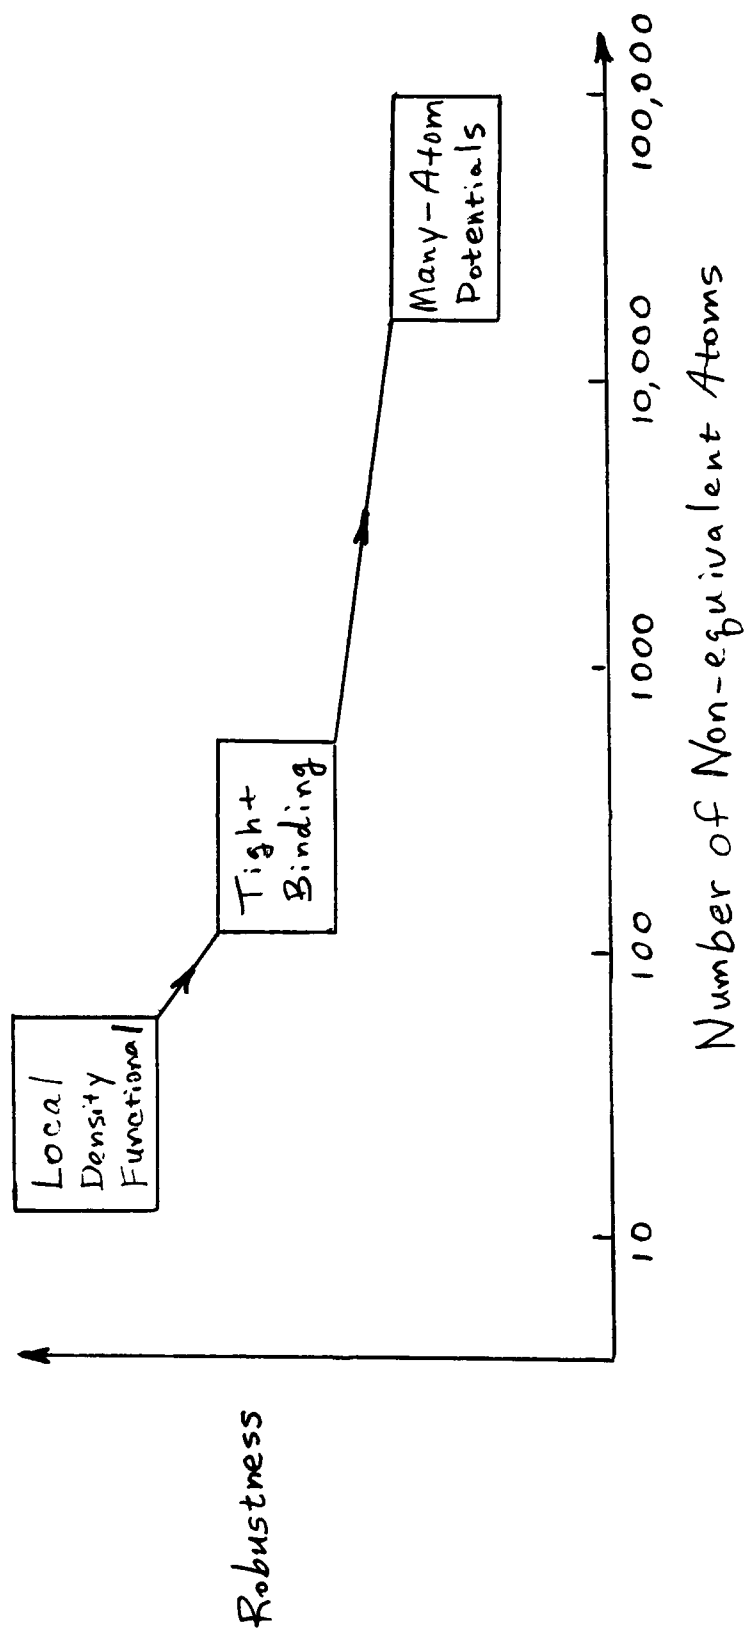 Robustness
Local
Density
Functional
Tight
Binding
Many-Atom
Potentials
10
100
1000
10,000
100,000
Number of Non-equivalent Atoms